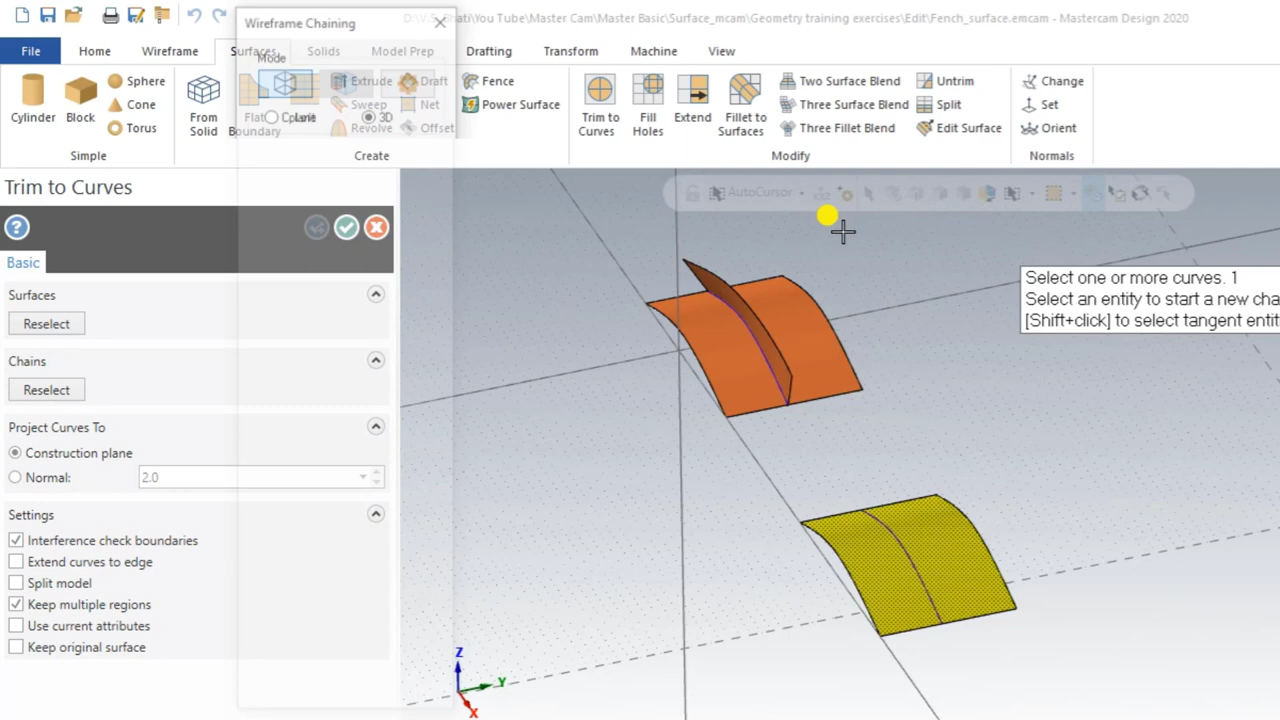 D:\V.S. Bhati\You Tube\Master Cam\Master Basic\Surface_mcam\Geometry training exercises\Edit\Fench_surface.emcam - Mastercam Design 2020
Wireframe Chaining
File Home Wireframe Surfaces Solids Model Prep Drafting Transform Machine View
Mode
Cplane 3D
Cylinder
Block
Sphere
Cone
Torus
Simple
From
Solid
Flat
Boundary
Loft
Extrude
Sweep
Revolve
Draft
Net
Offset
Fence
Power Surface
Create
Trim to
Curves
Fill
Holes
Extend
Fillet to
Surfaces
Two Surface Blend
Three Surface Blend
Three Fillet Blend
Untrim
Split
Edit Surface
Modify
Change
Set
Orient
Normals
Trim to Curves
AutoCursor
Basic
Surfaces
Reselect
Chains
Reselect
Project Curves To
Construction plane
Normal: 2.0
Settings
Interference check boundaries
Extend curves to edge
Split model
Keep multiple regions
Use current attributes
Keep original surface
Select one or more curves. 1
Select an entity to start a new cha
[Shift+click] to select tangent entit
Z
Y
X